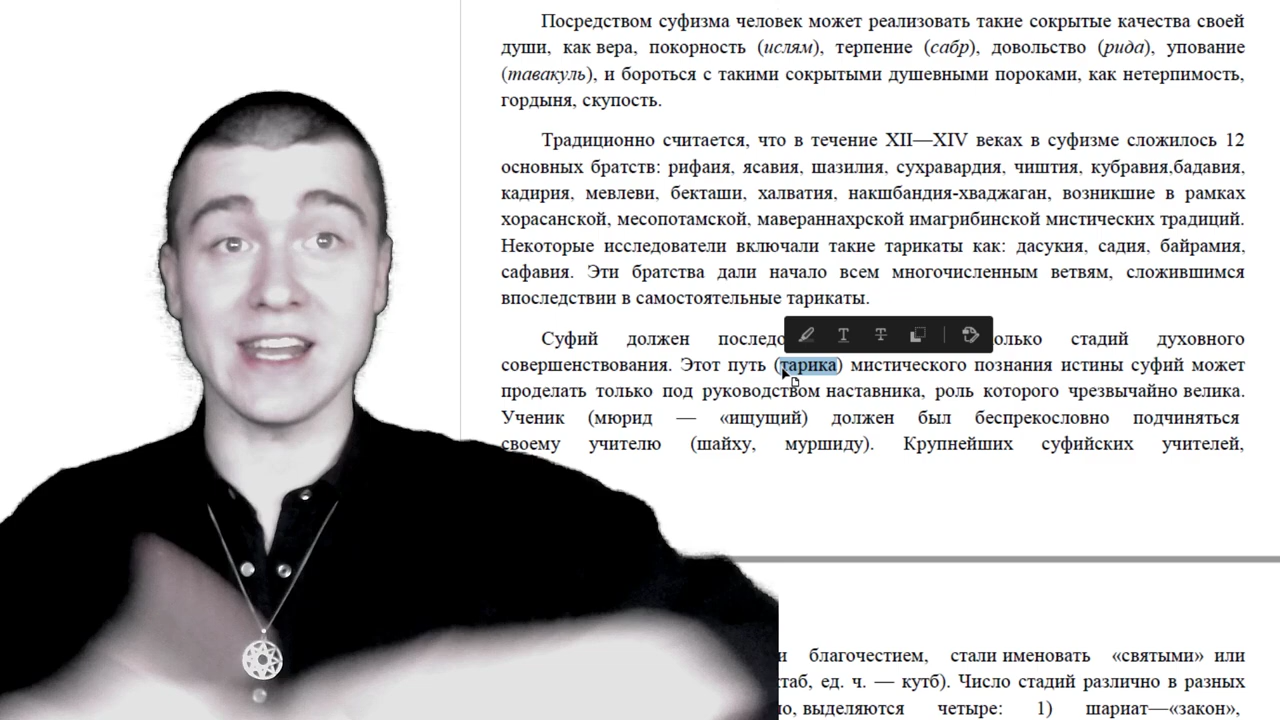 Посредством суфизма человек может реализовать такие сокрытые качества своей
души, как вера, покорность (ислям), терпение (сабр), довольство (рида), упование
(тавакуль), и бороться с такими сокрытыми душевными пороками, как нетерпимость,
гордыня, скупость.
Традиционно считается, что в течение XII—XIV веках в суфизме сложилось 12
основных братств: рифаия, ясавия, шазилия, сухравардия, чиштия, кубравия,бадавия,
кадирия, мевлеви, бекташи, халватия, накшбандия-хваджаган, возникшие в рамках
хорасанской, месопотамской, мавераннахрской имагрибинской мистических традиций.
Некоторые исследователи включали такие тарикаты как: дасукия, садия, байрамия,
сафавия. Эти братства дали начало всем многочисленным ветвям, сложившимся
впоследствии в самостоятельные тарикаты.
Суфий должен стадий духовного
совершенствования. Этот путь (тарика) мистического познания истины суфий может
проделать только под руководством наставника, роль которого чрезвычайно велика.
Ученик (мюрид — «ищущий) должен был беспрекословно подчиняться
своему учителю (шайху, муршиду). Крупнейших суфийских учителей,
благочестием, стали именовать «святыми» или
ед. ч. — кутб). Число стадий различно в разных
выделяются четыре: 1) шариат—«закон»,